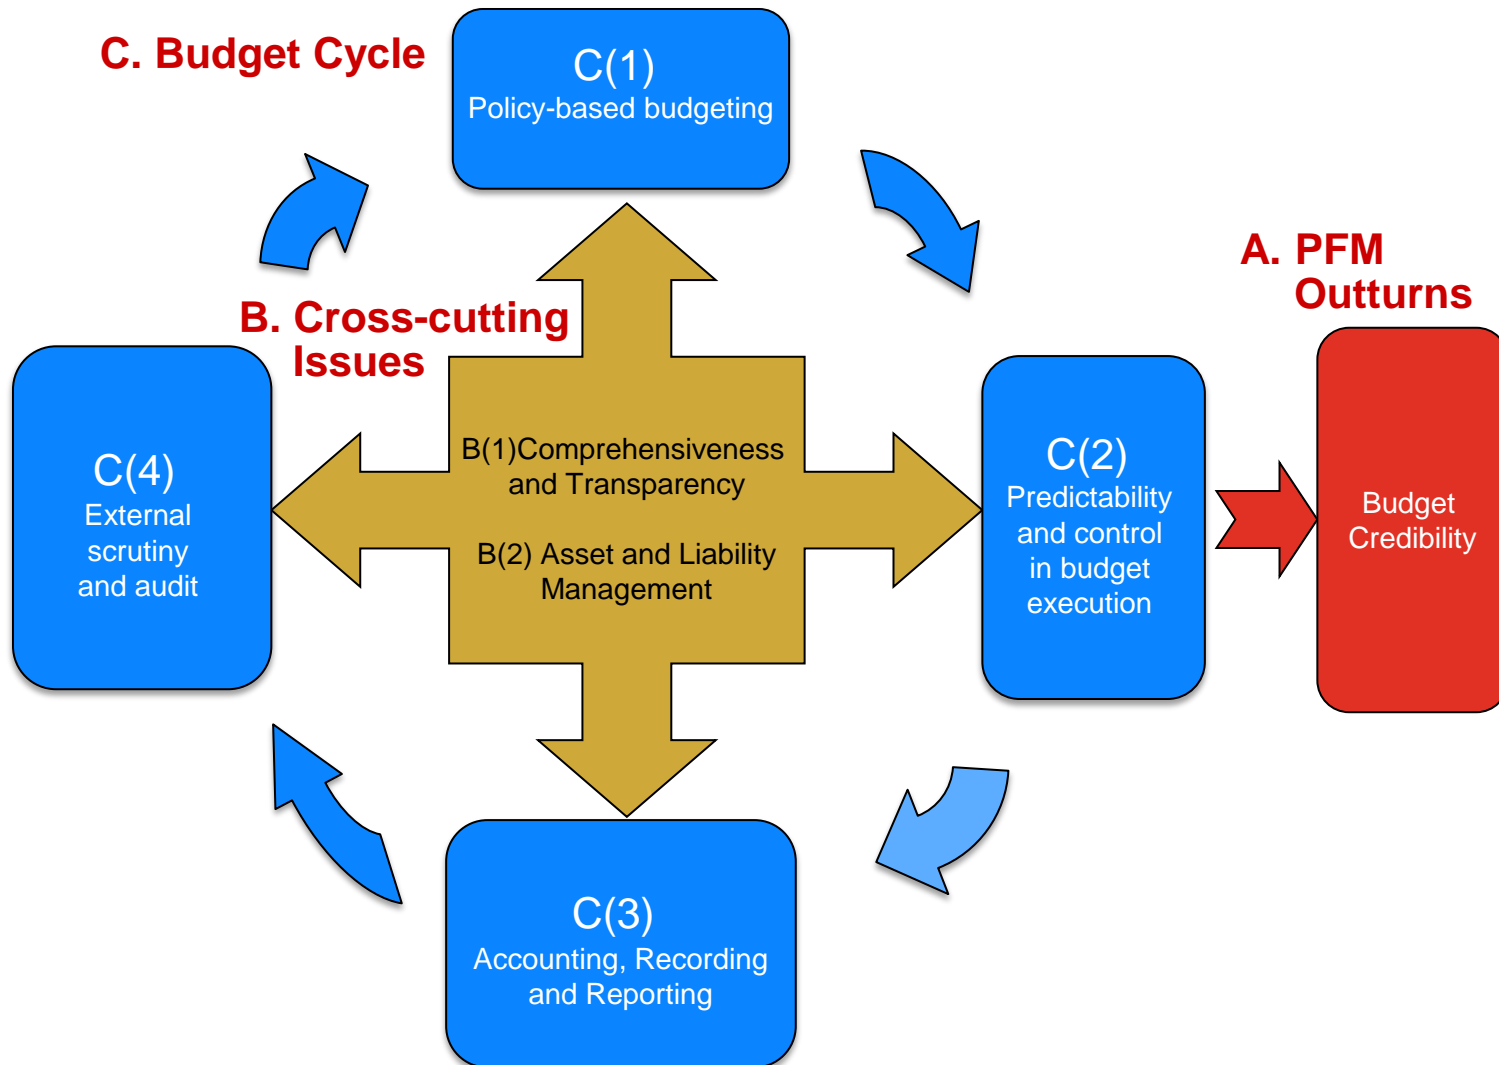 C. Budget Cycle
C(1)
Policy-based budgeting
A. PFM
Outturns
B. Cross-cutting
Issues
C(4)
External
scrutiny
and audit
B(1)Comprehensiveness
and Transparency
B(2) Asset and Liability
Management
C(2)
Predictability
and control
in budget
execution
Budget
Credibility
C(3)
Accounting, Recording
and Reporting